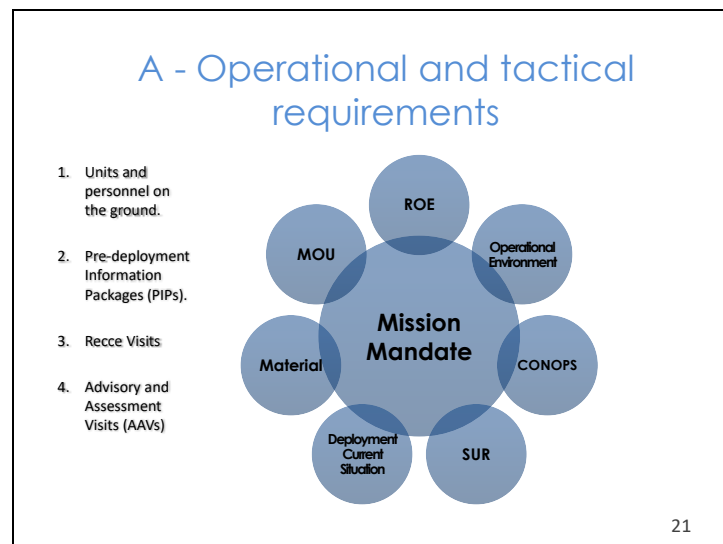 A - Operational and tactical
requirements
1. Units and
personnel on
the ground.
2. Pre-deployment
Information
Packages (PIPs).
3. Recce Visits
4. Advisory and
Assessment
Visits (AAVs)
ROE
Operational
Environment
CONOPS
SUR
Deployment
Current
Situation
Material
MOU
Mission
Mandate
21